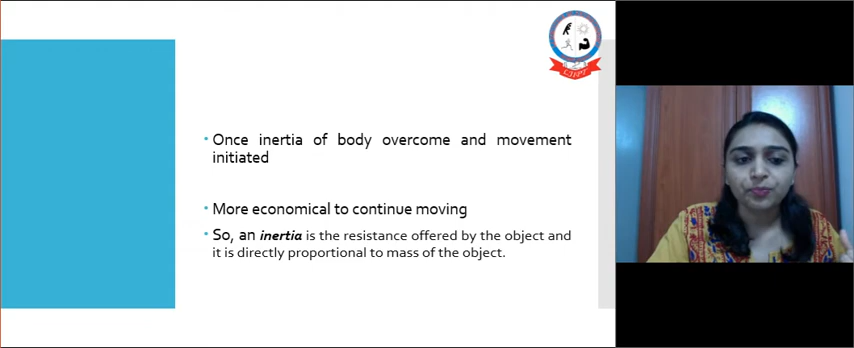 LJIPT
• Once inertia of body overcome and movement
initiated
• More economical to continue moving
• So, an inertia is the resistance offered by the object and
it is directly proportional to mass of the object.